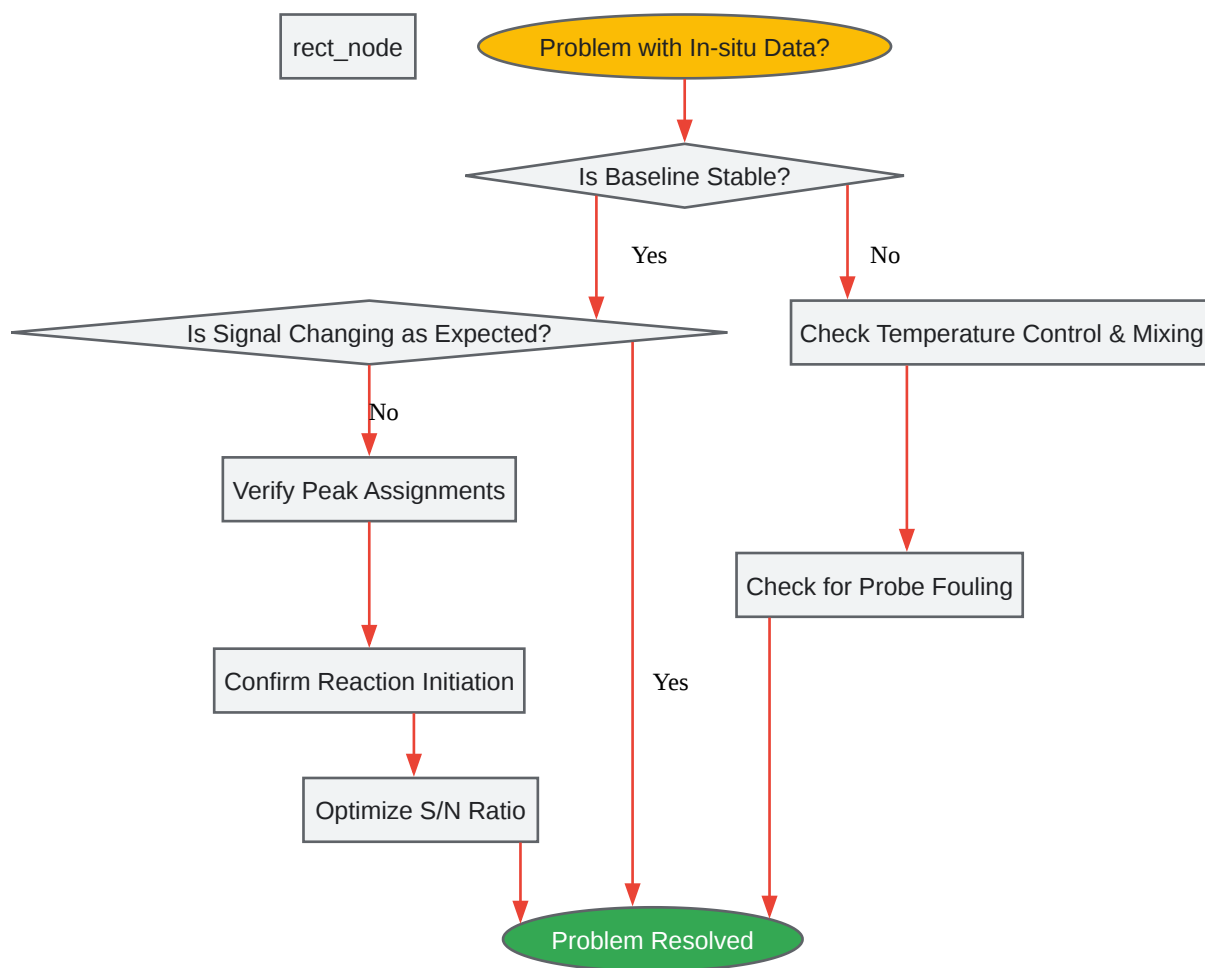 rect_node
Problem with In-situ Data?
Is Baseline Stable?
Yes
No
Is Signal Changing as Expected?
Check Temperature Control & Mixing
No
Verify Peak Assignments
Check for Probe Fouling
Confirm Reaction Initiation
Yes
Optimize S/N Ratio
Problem Resolved